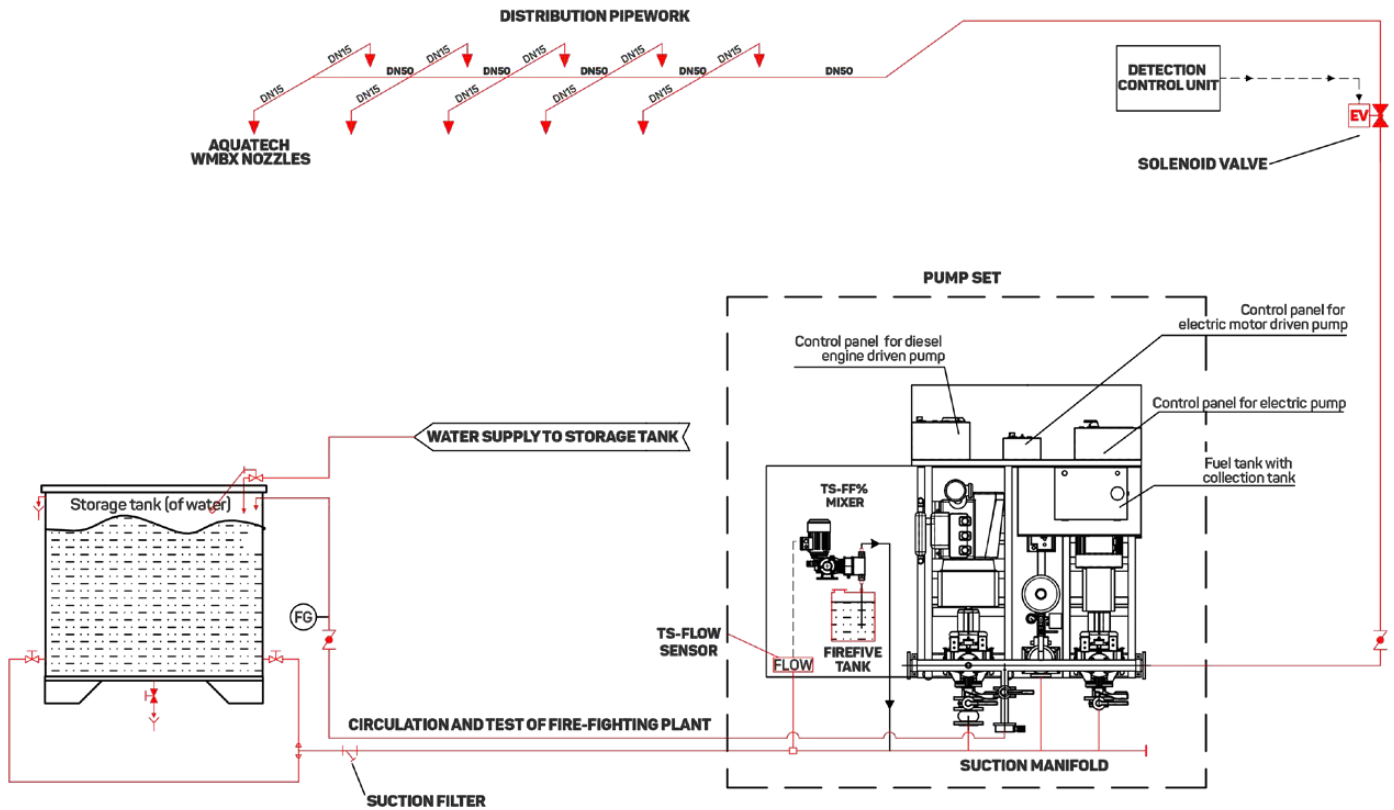 DISTRIBUTION PIPEWORK
DN15
DN15
DN15
DN15
DN15
DN50
DN50
DN50
DN50
DN50
DN15
DN15
DN15
DN15
DN15
AQUATECH
WMBX NOZZLES
DETECTION
CONTROL UNIT
EV
SOLENOID VALVE
PUMP SET
Control panel for
electric motor driven pump
Control panel for diesel
engine driven pump
Control panel for electric pump
Fuel tank with
collection tank
WATER SUPPLY TO STORAGE TANK
Storage tank (of water)
TS-FF%
MIXER
FG
TS-FLOW
SENSOR
FLOW
FIREFIVE
TANK
CIRCULATION AND TEST OF FIRE-FIGHTING PLANT
SUCTION MANIFOLD
SUCTION FILTER